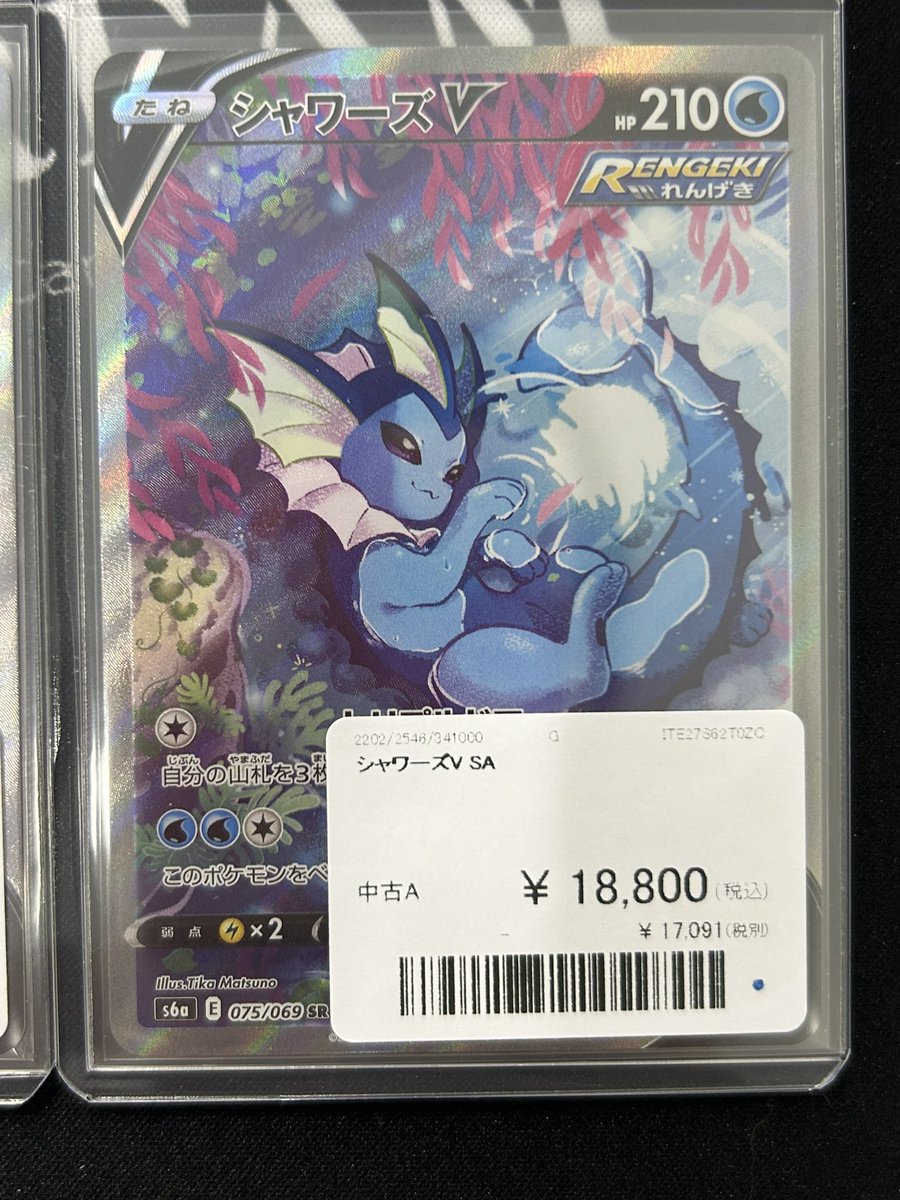 たね シャワーズV HP210
RENGEKI
れんげき
じぶん やまふだ
自分の山札を3枚
このポケモンをベ
弱点 ×2
Illus.Tika Matsuno
s6a E 075/069 SR
2202/2546/341000 G ITE27S62T0ZC
シャワーズV SA
中古A ¥ 18,800(税込)
¥ 17,091(税別)